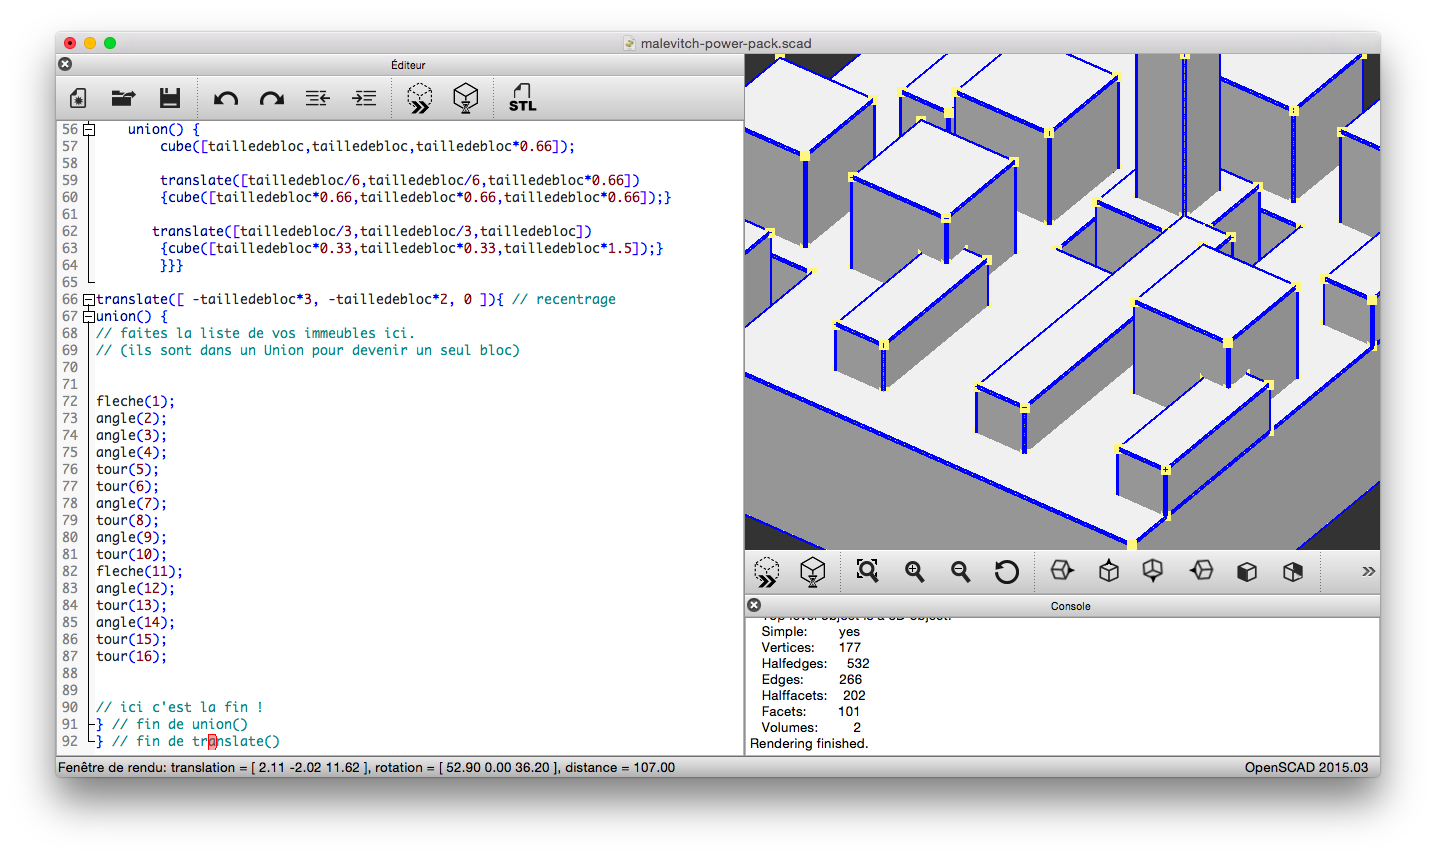 malevitch-power-pack.scad
Éditeur
STL
56 union() {
57 cube([tailledebloc,tailledebloc,tailledebloc*0.66]);
58
59 translate([tailledebloc/6,tailledebloc/6,tailledebloc*0.66])
60 {cube([tailledebloc*0.66,tailledebloc*0.66,tailledebloc*0.66]);}
61
62 translate([tailledebloc/3,tailledebloc/3,tailledebloc])
63 {cube([tailledebloc*0.33,tailledebloc*0.33,tailledebloc*1.5]);}
64 }}}
65
66 translate([ -tailledebloc*3, -tailledebloc*2, 0 ]){ // recentrage
67 union() {
68 // faites la liste de vos immeubles ici.
69 // (ils sont dans un Union pour devenir un seul bloc)
70
71
72 fleche(1);
73 angle(2);
74 angle(3);
75 angle(4);
76 tour(5);
77 tour(6);
78 angle(7);
79 tour(8);
80 angle(9);
81 tour(10);
82 fleche(11);
83 angle(12);
84 tour(13);
85 angle(14);
86 tour(15);
87 tour(16);
88
89
90 // ici c'est la fin !
91 } // fin de union()
92 } // fin de translate()
Console
Top level object is a 3D object:
Simple: yes
Vertices: 177
Halfedges: 532
Edges: 266
Halffacets: 202
Facets: 101
Volumes: 2
Rendering finished.
Fenêtre de rendu: translation = [ 2.11 -2.02 11.62 ], rotation = [ 52.90 0.00 36.20 ], distance = 107.00
OpenSCAD 2015.03